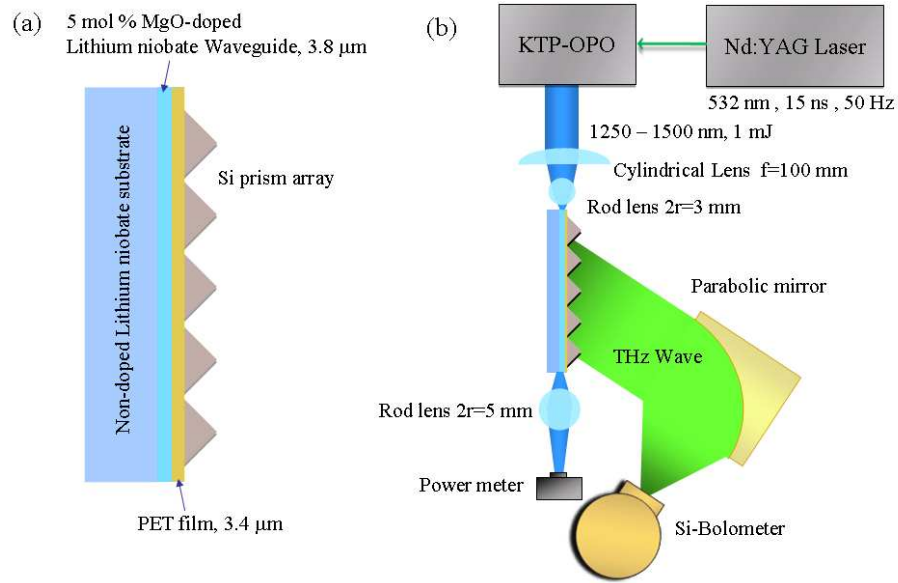 (a)
5 mol % MgO-doped
Lithium niobate Waveguide, 3.8 μm
Non-doped Lithium niobate substrate
Si prism array
PET film, 3.4 μm
(b)
KTP-OPO
Nd:YAG Laser
532 nm , 15 ns , 50 Hz
1250 – 1500 nm, 1 mJ
Cylindrical Lens f=100 mm
Rod lens 2r=3 mm
Parabolic mirror
THz Wave
Rod lens 2r=5 mm
Power meter
Si-Bolometer